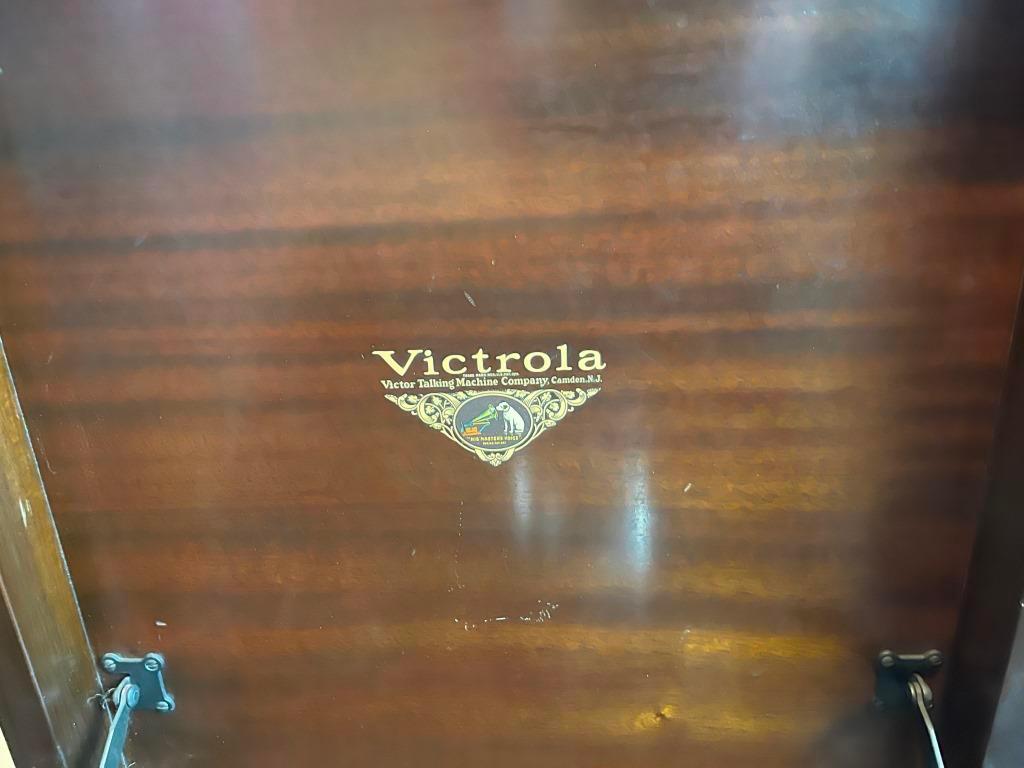 Victrola
Victor Talking Machine Company, Camden. N.J.
"HIS MASTERS VOICE"